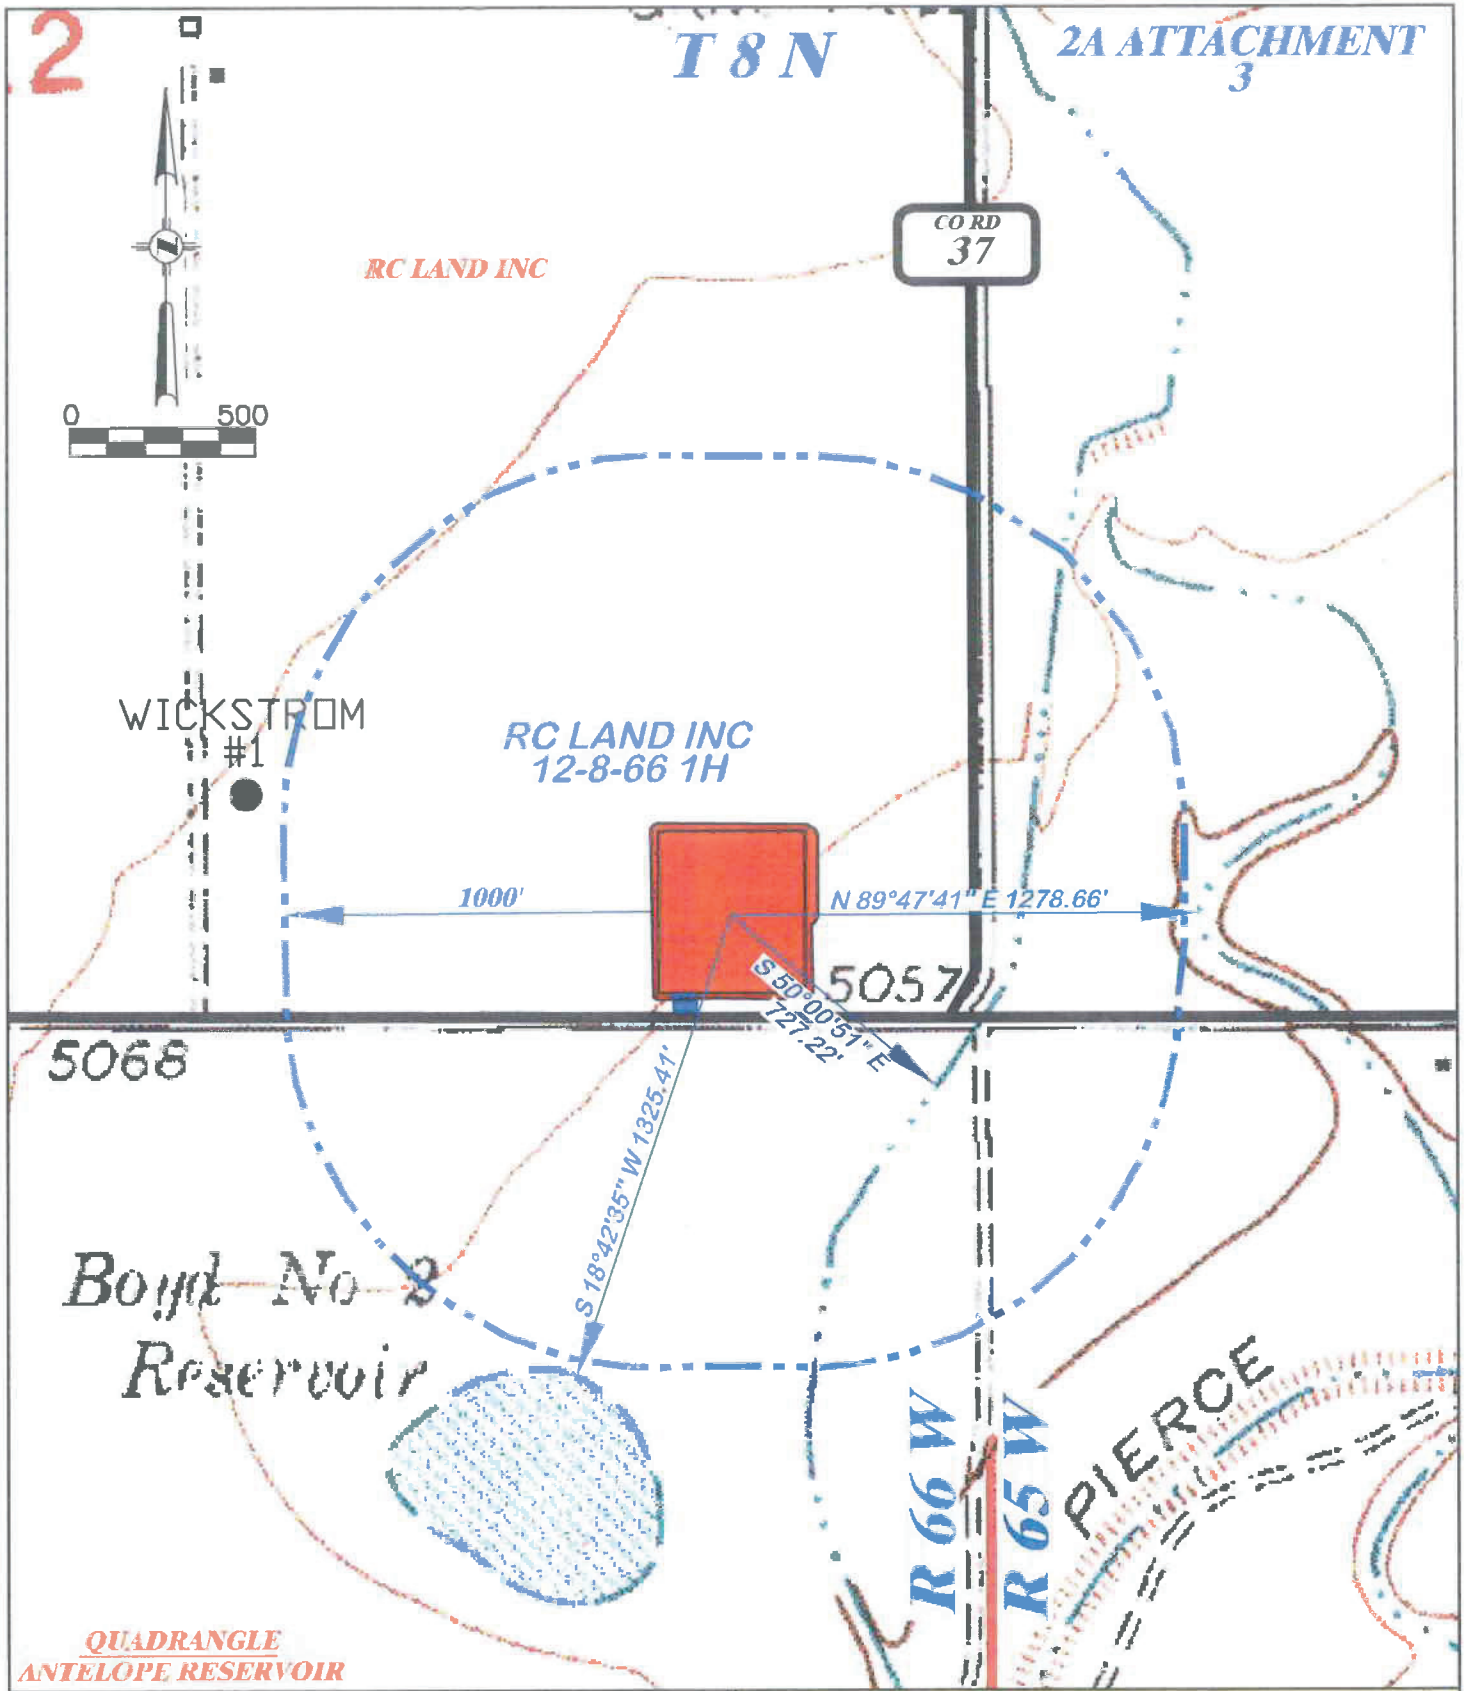 2
T 8 N
2A ATTACHMENT
3
CO RD
37
RC LAND INC
0 500
WICKSTROM
#1
RC LAND INC
12-8-66 1H
1000'
N 89°47'41" E 1278.66'
5057
S 50°00'51" E
727.22'
5068
S 18°42'35" W 1325.41'
Boyd No 2
Reservoir
R 66 W
R 65 W
PIERCE
QUADRANGLE
ANTELOPE RESERVOIR